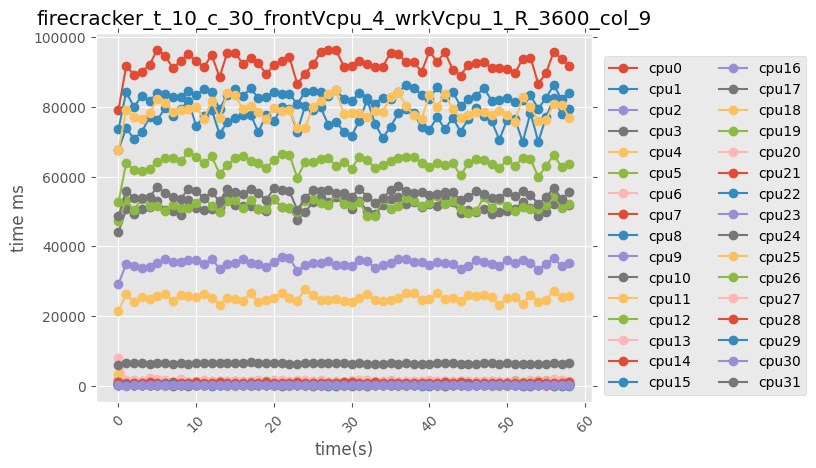 firecracker_t_10_c_30_frontVcpu_4_wrkVcpu_1_R_3600_col_9
100000
80000
60000
40000
20000
0
time ms
0
10
20
30
40
50
60
time(s)
cpu0
cpu1
cpu2
cpu3
cpu4
cpu5
cpu6
cpu7
cpu8
cpu9
cpu10
cpu11
cpu12
cpu13
cpu14
cpu15
cpu16
cpu17
cpu18
cpu19
cpu20
cpu21
cpu22
cpu23
cpu24
cpu25
cpu26
cpu27
cpu28
cpu29
cpu30
cpu31